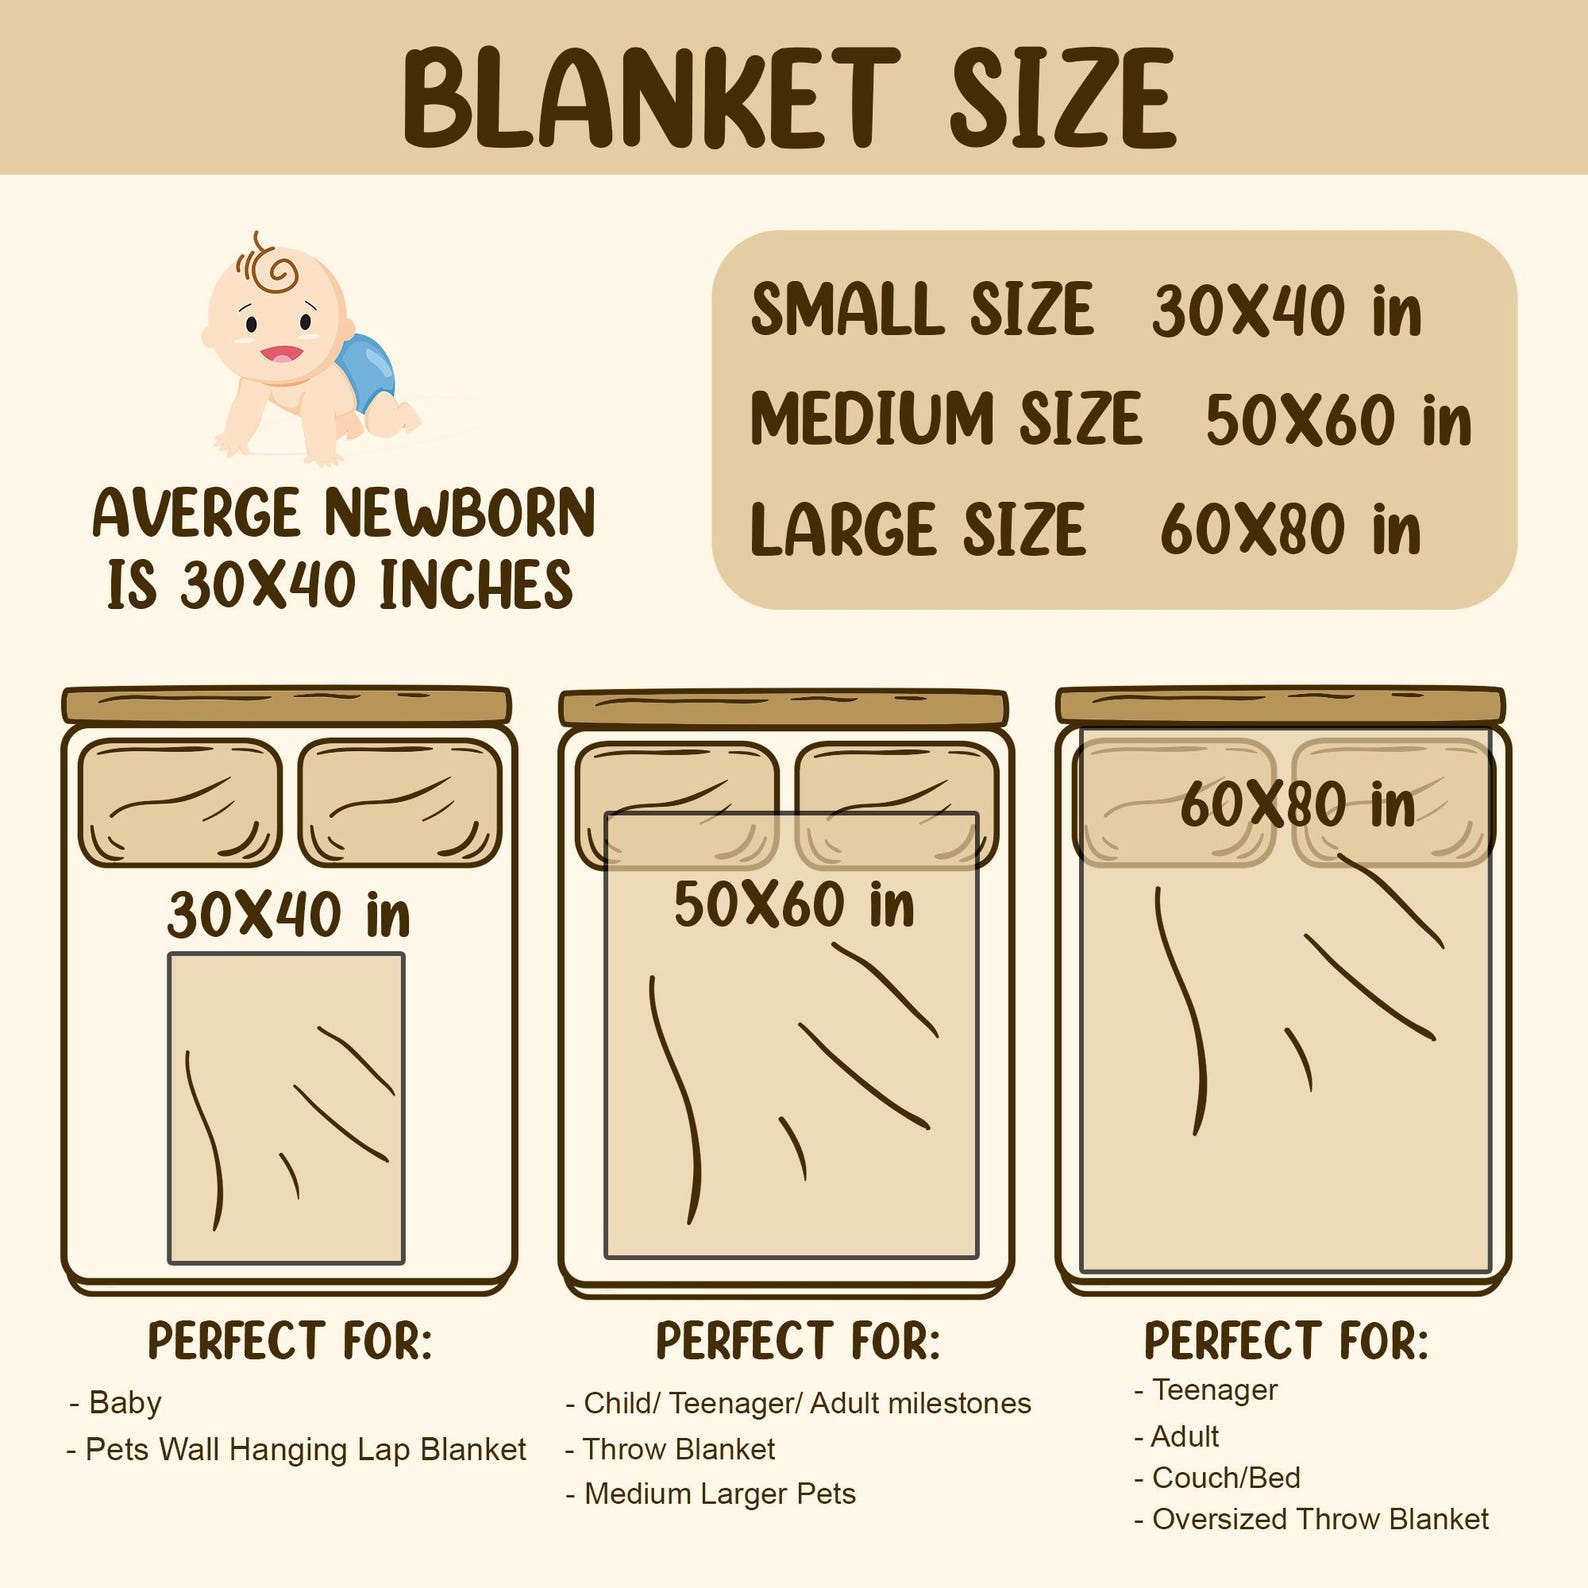 BLANKET SIZE
AVERGE NEWBORN
IS 30X40 INCHES
SMALL SIZE 30X40 in
MEDIUM SIZE 50X60 in
LARGE SIZE 60X80 in
30X40 in
50X60 in
60X80 in
PERFECT FOR:
- Baby
- Pets Wall Hanging Lap Blanket
PERFECT FOR:
- Child/ Teenager/ Adult milestones
- Throw Blanket
- Medium Larger Pets
PERFECT FOR:
- Teenager
- Adult
- Couch/Bed
- Oversized Throw Blanket